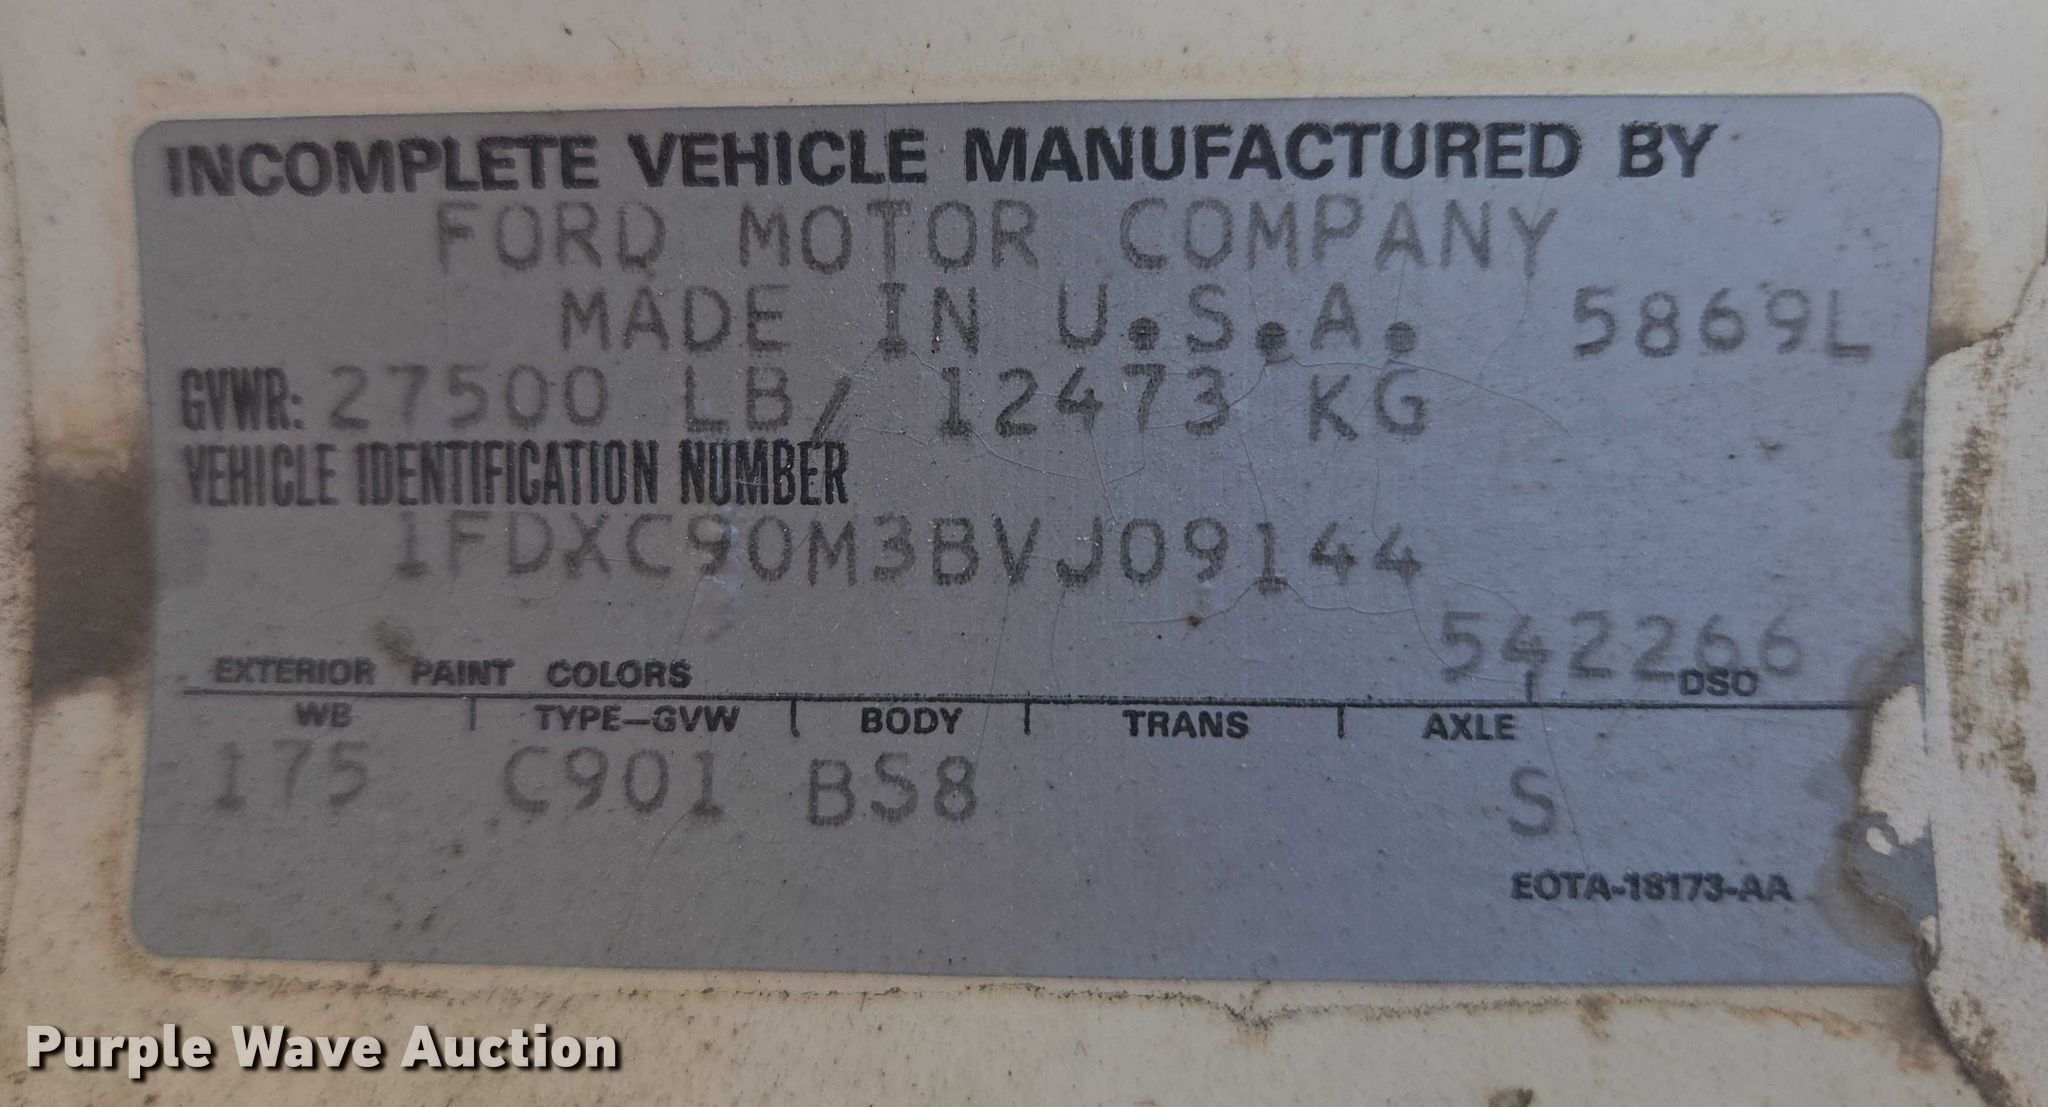 INCOMPLETE VEHICLE MANUFACTURED BY
FORD MOTOR COMPANY
MADE IN U.S.A. 5869L
GVWR: 27500 LB/ 12473 KG
VEHICLE IDENTIFICATION NUMBER
1FDXC90M3BVJ09144
542266
EXTERIOR PAINT COLORS DSO
WB TYPE-GVW BODY TRANS AXLE
175 C901 BS8 S
EOTA-18173-AA
Purple Wave Auction